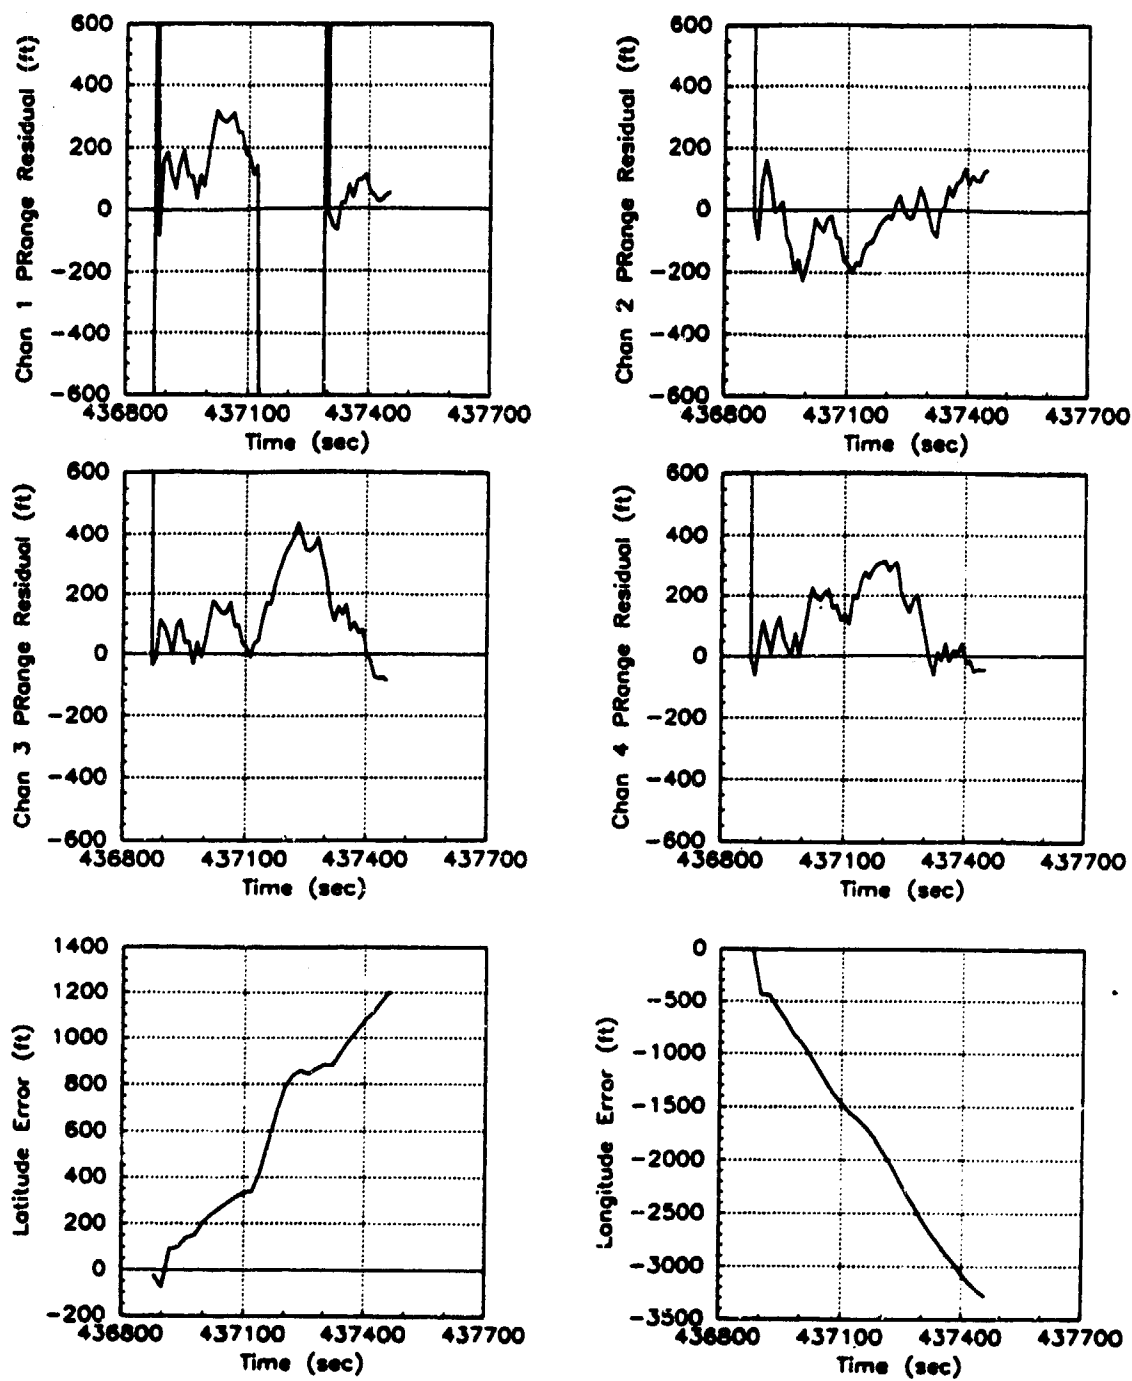 600
400
200
0
-200
-400
-600
Chan 1 PRange Residual (ft)
436800 437100 437400 437700
Time (sec)
600
400
200
0
-200
-400
-600
Chan 2 PRange Residual (ft)
436800 437100 437400 437700
Time (sec)
600
400
200
0
-200
-400
-600
Chan 3 PRange Residual (ft)
436800 437100 437400 437700
Time (sec)
600
400
200
0
-200
-400
-600
Chan 4 PRange Residual (ft)
436800 437100 437400 437700
Time (sec)
1400
1200
1000
800
600
400
200
0
-200
Latitude Error (ft)
436800 437100 437400 437700
Time (sec)
0
-500
-1000
-1500
-2000
-2500
-3000
-3500
Longitude Error (ft)
436800 437100 437400 437700
Time (sec)